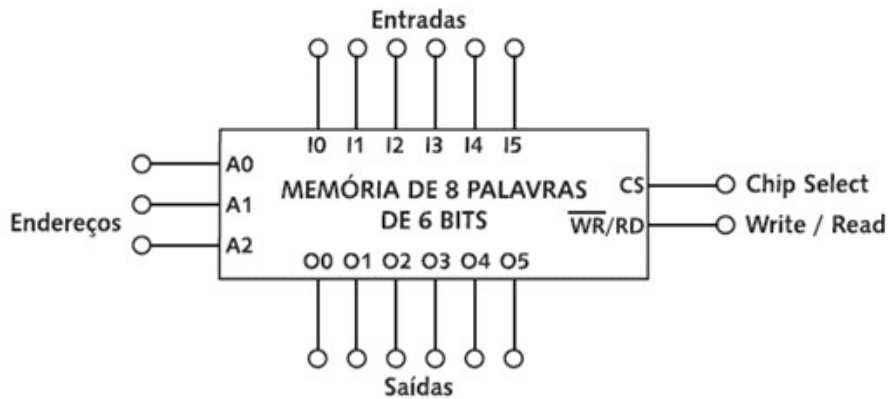 Entradas
I0 I1 I2 I3 I4 I5
A0
MEMÓRIA DE 8 PALAVRAS
CS
Chip Select
A1
Endereços
DE 6 BITS
W̅R̅/RD
Write / Read
A2
O0 O1 O2 O3 O4 O5
Saídas